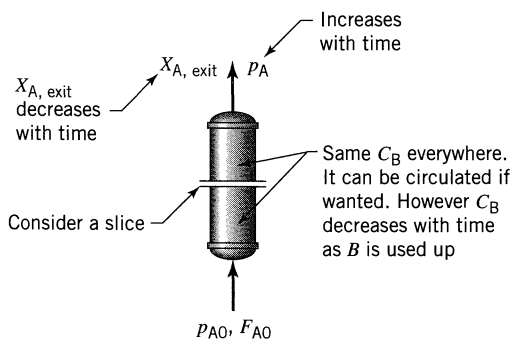 Increases
with time
X_A, exit
p_A
X_A, exit
decreases
with time
Same C_B everywhere.
It can be circulated if
wanted. However C_B
decreases with time
as B is used up
Consider a slice
p_A0, F_A0